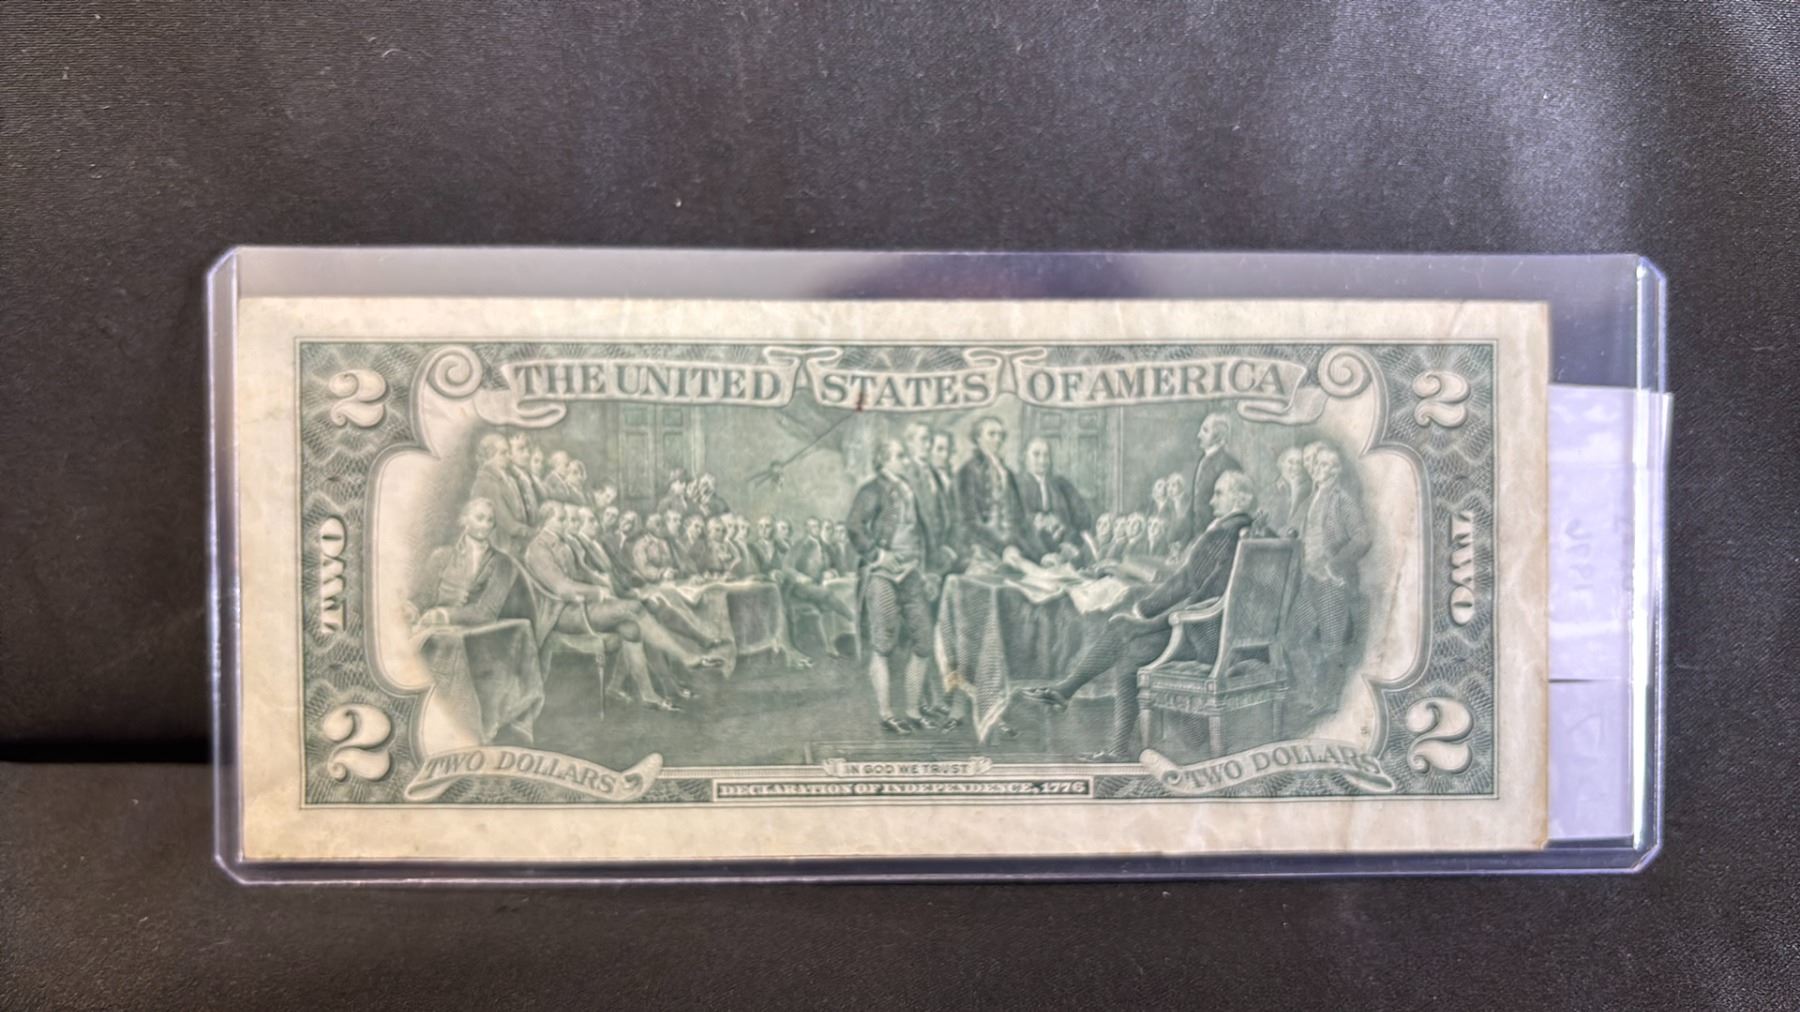 2 THE UNITED STATES OF AMERICA 2
TWO
TWO
2 TWO DOLLARS IN GOD WE TRUST TWO DOLLARS 2
DECLARATION OF INDEPENDENCE, 1776